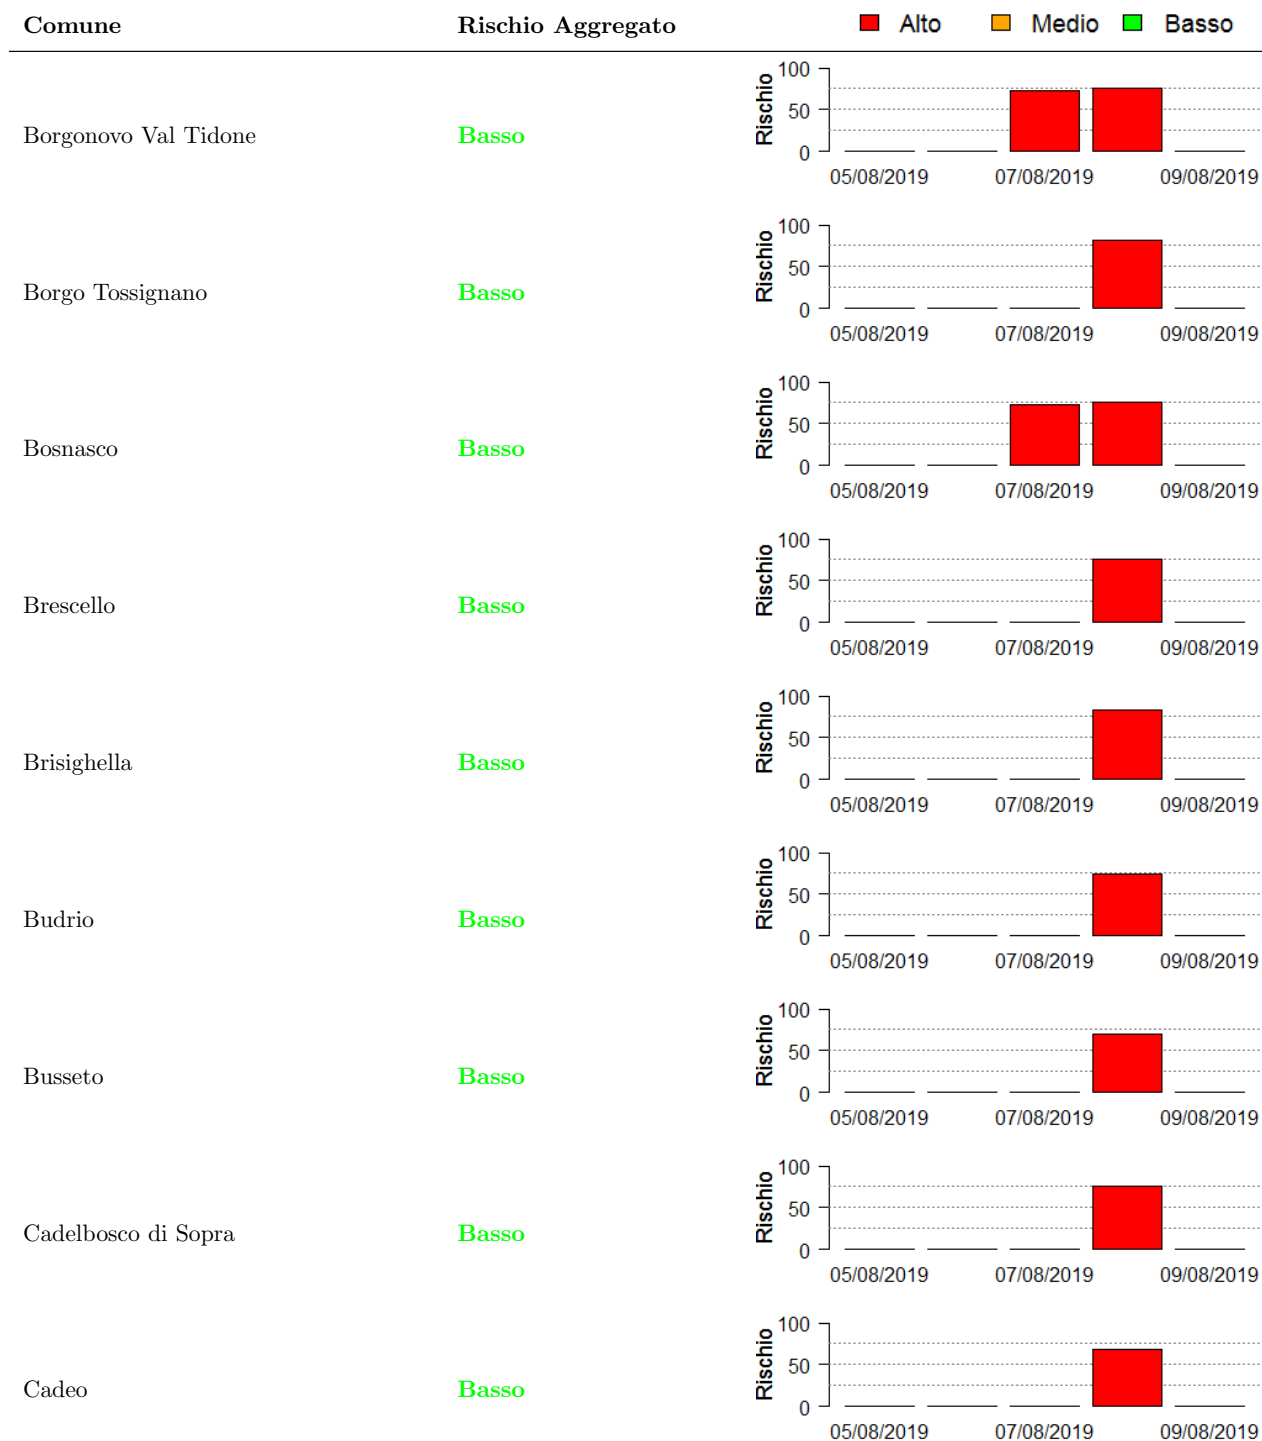 Comune Rischio Aggregato Alto Medio Basso
Borgonovo Val Tidone Basso
Rischio
100
50
0
05/08/2019 07/08/2019 09/08/2019
Borgo Tossignano Basso
Rischio
100
50
0
05/08/2019 07/08/2019 09/08/2019
Bosnasco Basso
Rischio
100
50
0
05/08/2019 07/08/2019 09/08/2019
Brescello Basso
Rischio
100
50
0
05/08/2019 07/08/2019 09/08/2019
Brisighella Basso
Rischio
100
50
0
05/08/2019 07/08/2019 09/08/2019
Budrio Basso
Rischio
100
50
0
05/08/2019 07/08/2019 09/08/2019
Busseto Basso
Rischio
100
50
0
05/08/2019 07/08/2019 09/08/2019
Cadelbosco di Sopra Basso
Rischio
100
50
0
05/08/2019 07/08/2019 09/08/2019
Cadeo Basso
Rischio
100
50
0
05/08/2019 07/08/2019 09/08/2019